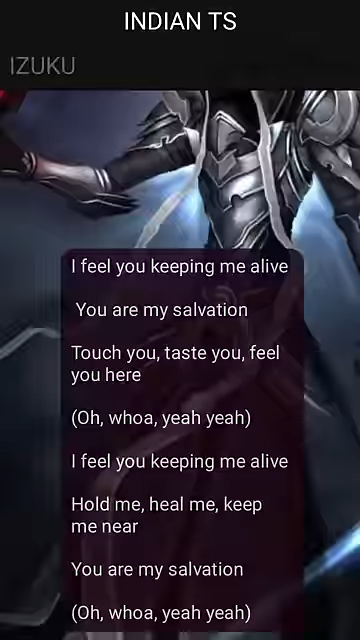 INDIAN TS
IZUKU
I feel you keeping me alive
You are my salvation
Touch you, taste you, feel
you here
(Oh, whoa, yeah yeah)
I feel you keeping me alive
Hold me, heal me, keep
me near
You are my salvation
(Oh, whoa, yeah yeah)